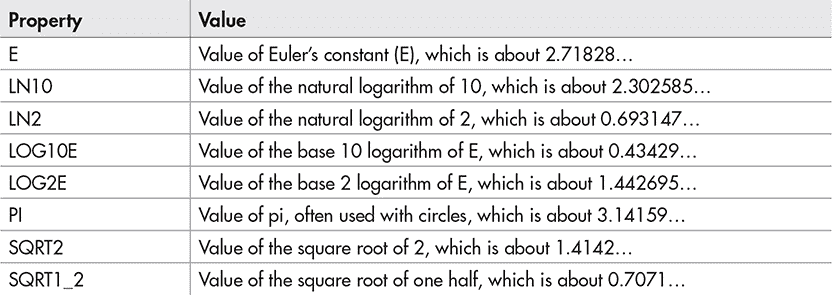 Property Value
E Value of Euler’s constant (E), which is about 2.71828…
LN10 Value of the natural logarithm of 10, which is about 2.302585…
LN2 Value of the natural logarithm of 2, which is about 0.693147…
LOG10E Value of the base 10 logarithm of E, which is about 0.43429…
LOG2E Value of the base 2 logarithm of E, which is about 1.442695…
PI Value of pi, often used with circles, which is about 3.14159…
SQRT2 Value of the square root of 2, which is about 1.4142…
SQRT1_2 Value of the square root of one half, which is about 0.7071…